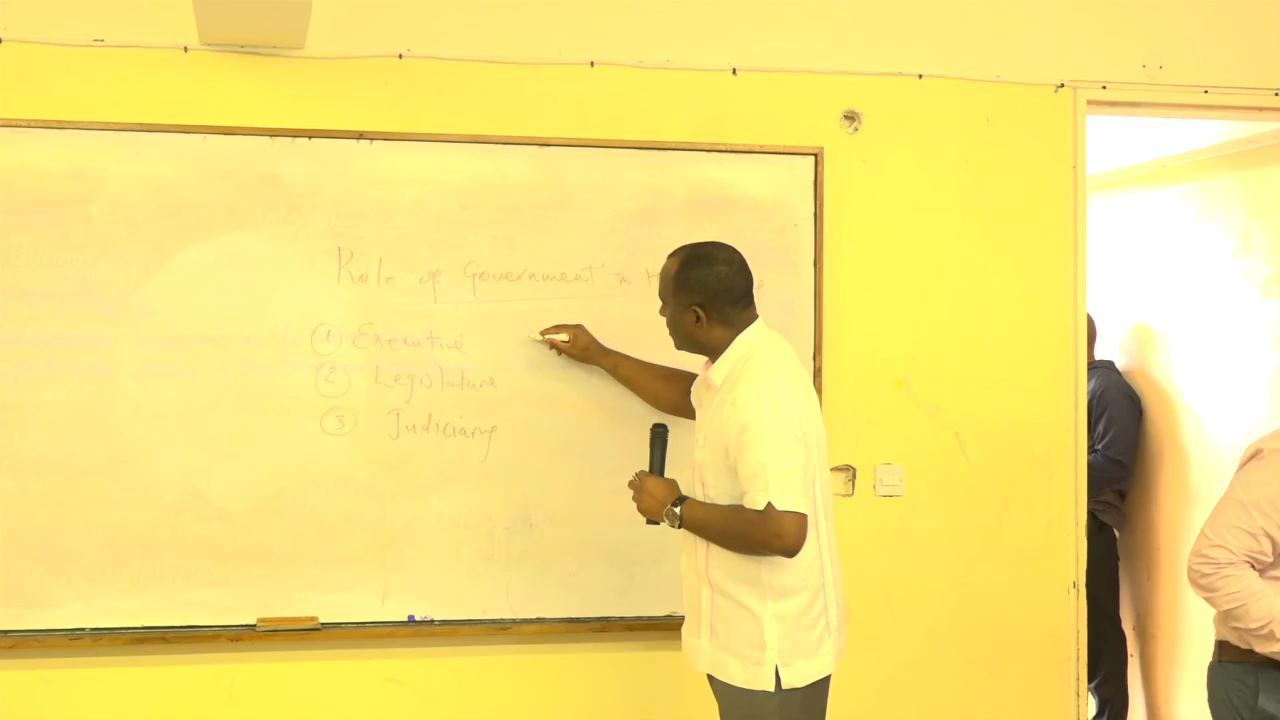 Role of Government in
① Executive
② Legislature
③ Judiciary